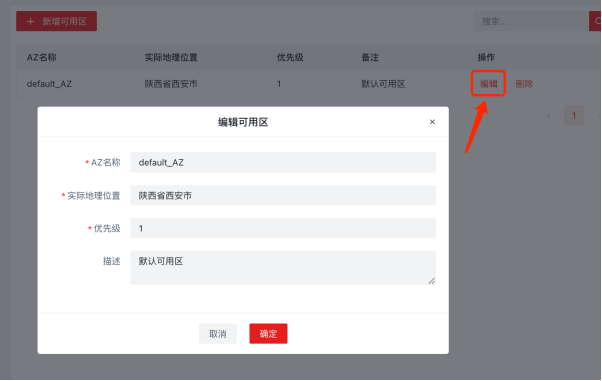 + 新增可用区
搜索...
AZ名称 实际地理位置 优先级 备注 操作
default_AZ 陕西省西安市 1 默认可用区 编辑 删除
< 1 >
编辑可用区 ×
* AZ名称 default_AZ
* 实际地理位置 陕西省西安市
* 优先级 1
描述 默认可用区
取消 确定